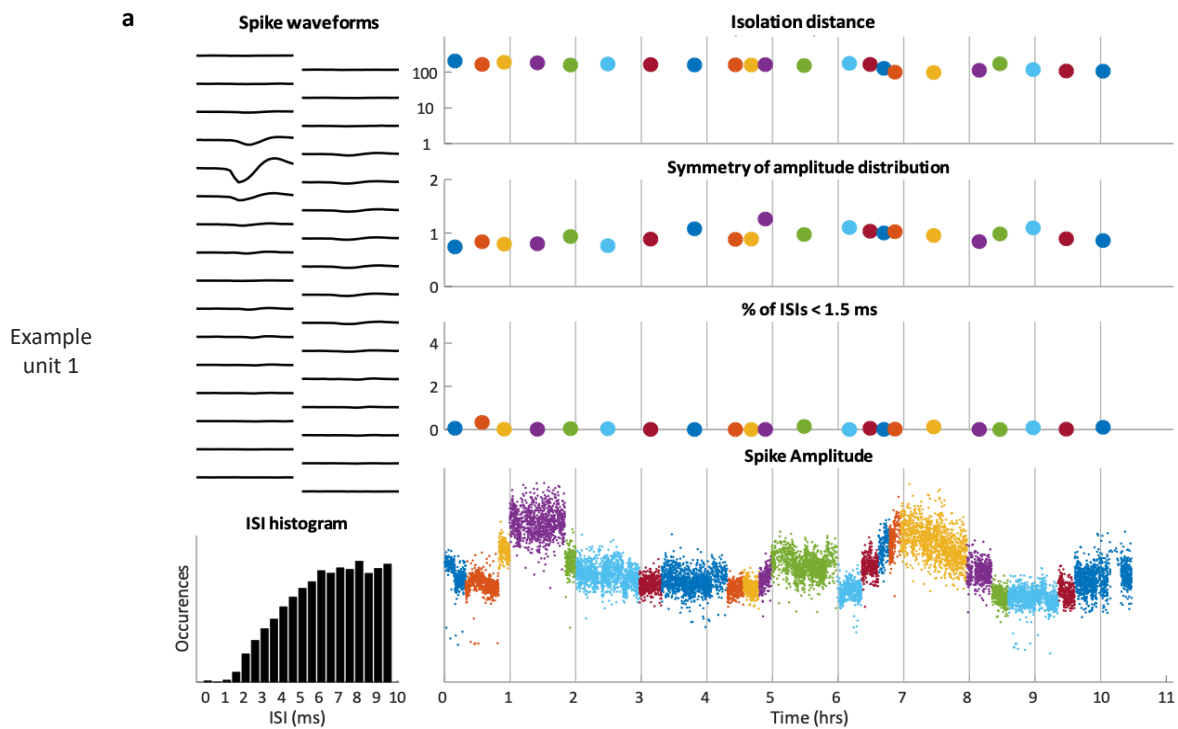 a
Spike waveforms
Isolation distance
100
10
1
Symmetry of amplitude distribution
2
1
0
% of ISIs < 1.5 ms
4
2
0
Example
unit 1
Spike Amplitude
ISI histogram
Occurences
0 1 2 3 4 5 6 7 8 9 10
ISI (ms)
0 1 2 3 4 5 6 7 8 9 10 11
Time (hrs)